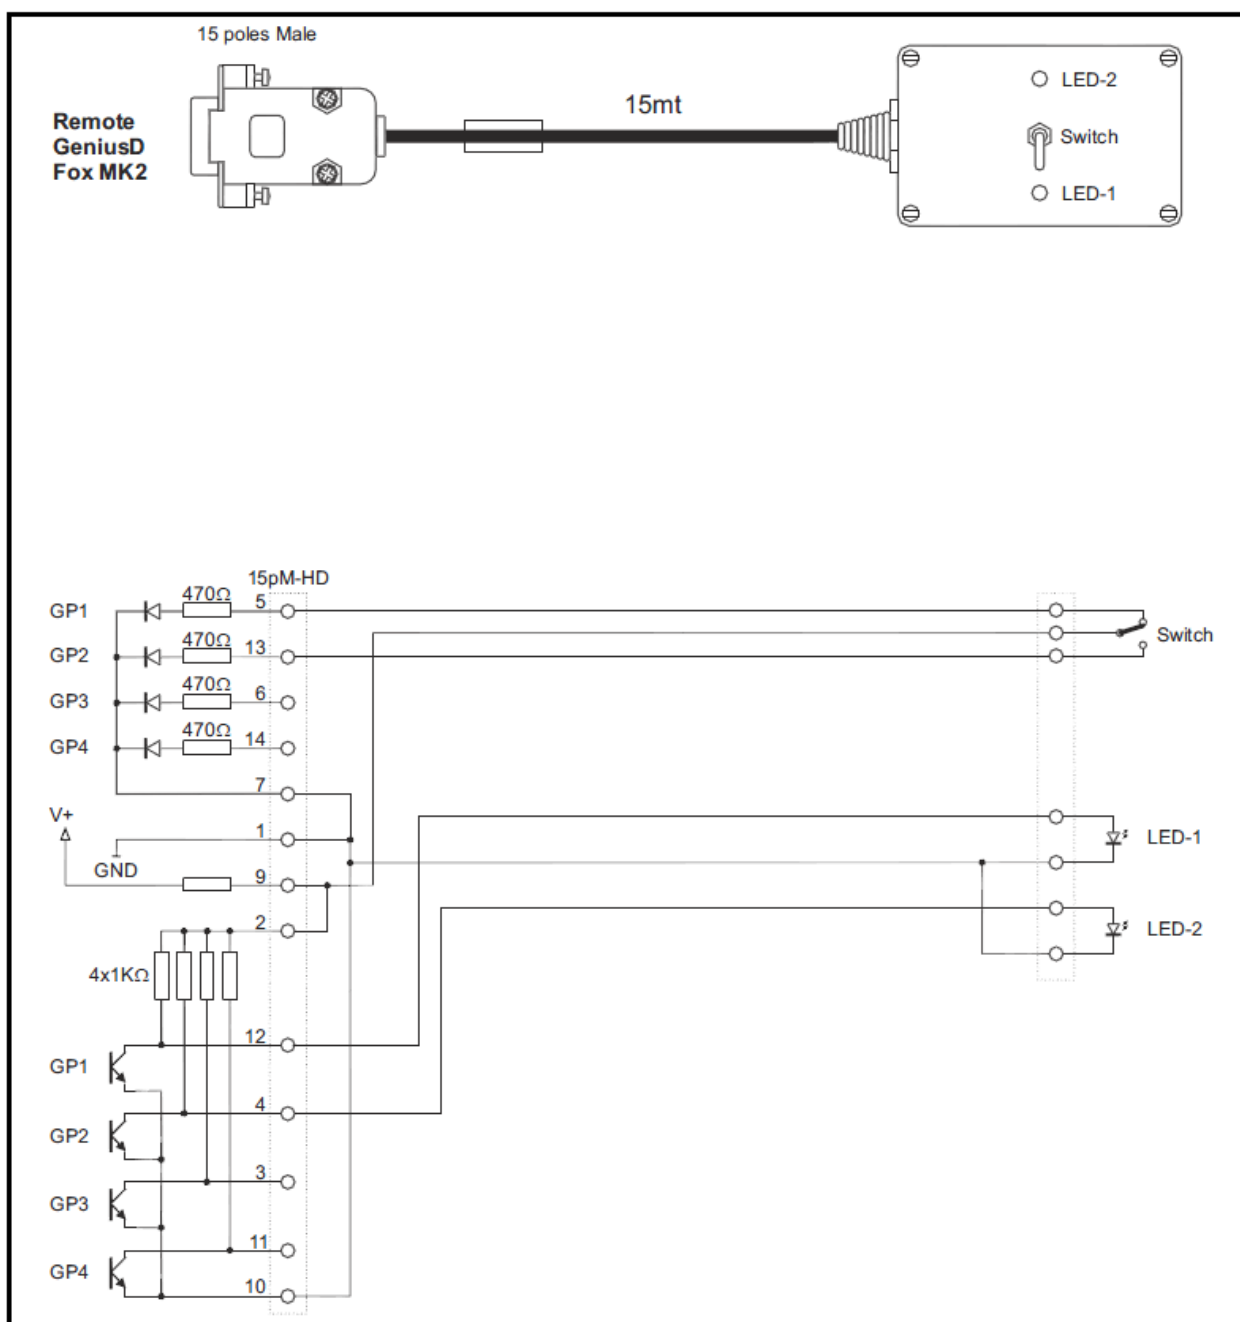 15 poles Male
Remote
GeniusD
Fox MK2
15mt
LED-2
Switch
LED-1
15pM-HD
GP1
470Ω
5
GP2
470Ω
13
Switch
GP3
470Ω
6
GP4
470Ω
14
7
V+
1
LED-1
GND
9
2
LED-2
4x1KΩ
12
GP1
4
GP2
3
GP3
11
GP4
10